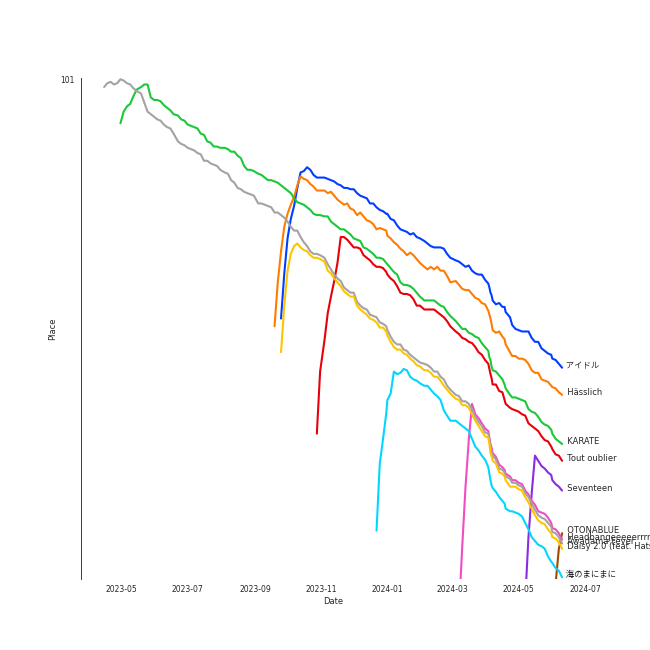 101
Place
アイドル
Hässlich
KARATE
Tout oublier
Seventeen
OTONABLUE
Daisy 2.0 (feat. Hats
海のまにまに
2023-05
2023-07
2023-09
2023-11
2024-01
2024-03
2024-05
2024-07
Date